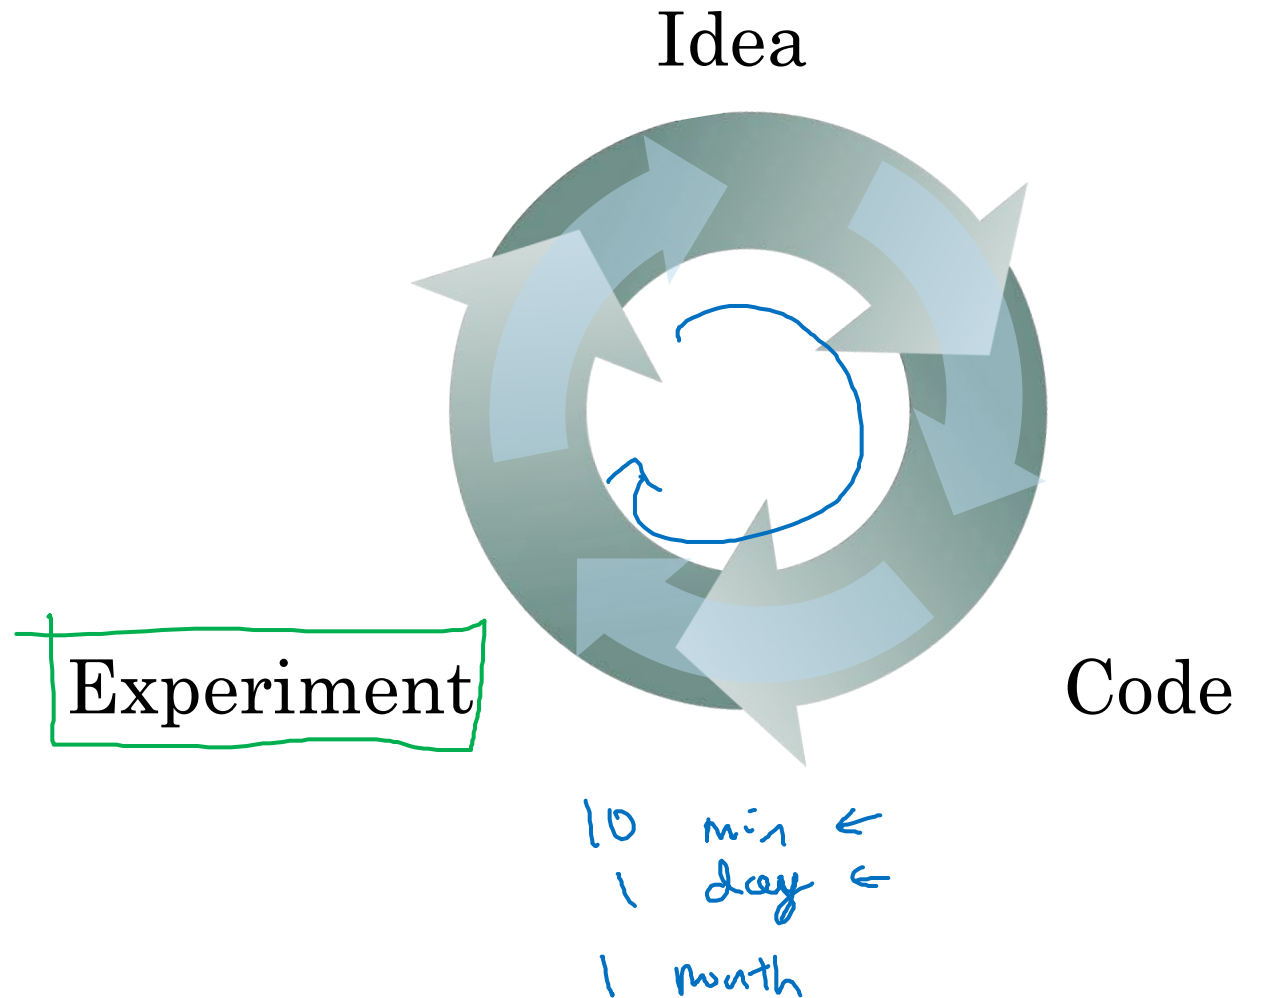 Idea
Experiment
Code
10 min ←
1 day ←
1 month